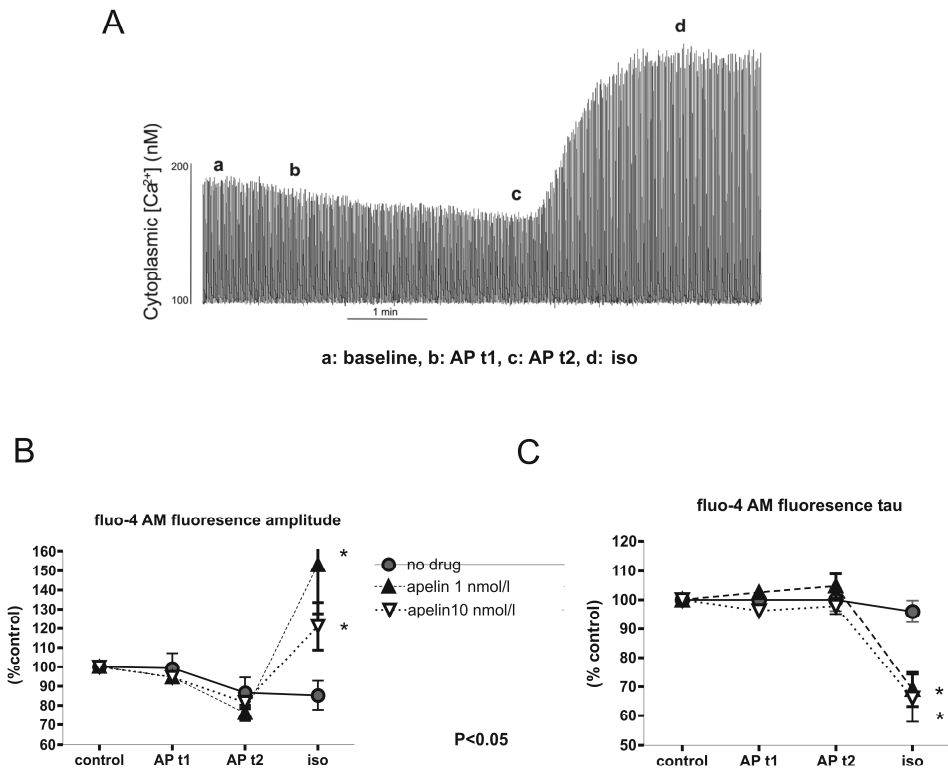 A
d
Cytoplasmic [Ca²⁺] (nM)
200
a
b
c
100
1 min
a: baseline, b: AP t1, c: AP t2, d: iso
B
C
fluo-4 AM fluoresence amplitude
fluo-4 AM fluoresence tau
(%control)
160
150
140
130
120
110
100
90
80
70
60
*
*
control
AP t1
AP t2
iso
no drug
apelin 1 nmol/l
apelin10 nmol/l
P<0.05
(% control)
120
110
100
90
80
70
60
50
*
*
control
AP t1
AP t2
iso